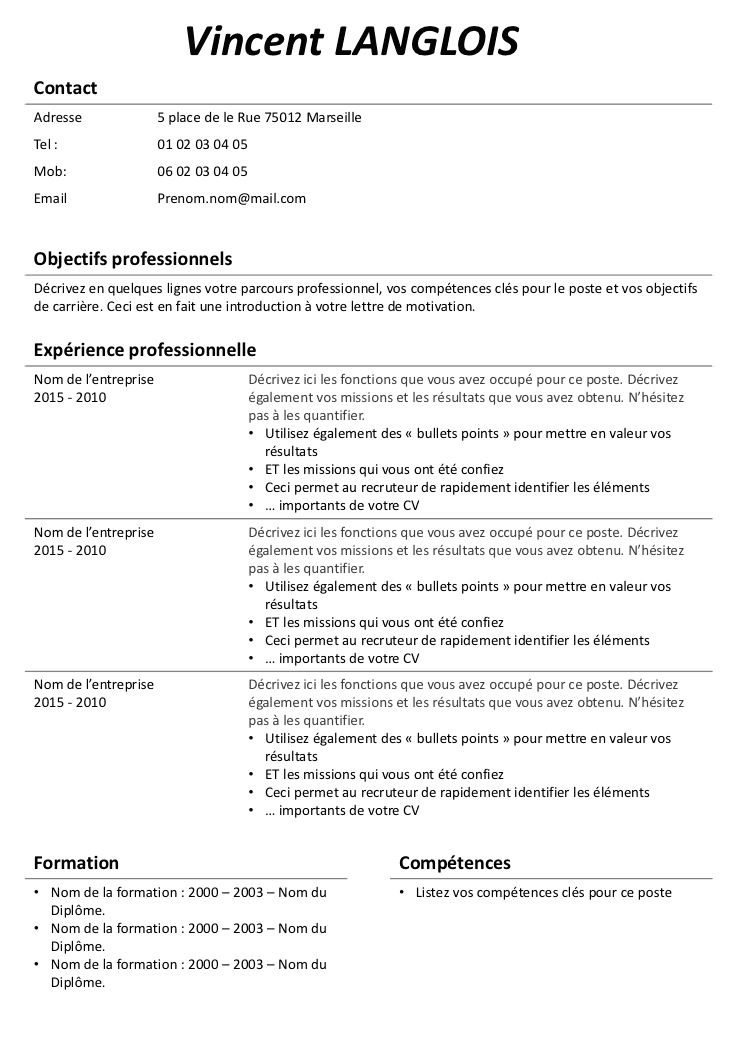 Vincent LANGLOIS
Contact
Adresse 5 place de le Rue 75012 Marseille
Tel : 01 02 03 04 05
Mob: 06 02 03 04 05
Email Prenom.nom@mail.com
Objectifs professionnels
Décrivez en quelques lignes votre parcours professionnel, vos compétences clés pour le poste et vos objectifs
de carrière. Ceci est en fait une introduction à votre lettre de motivation.
Expérience professionnelle
Nom de l’entreprise
2015 - 2010
Décrivez ici les fonctions que vous avez occupé pour ce poste. Décrivez
également vos missions et les résultats que vous avez obtenu. N’hésitez
pas à les quantifier.
• Utilisez également des « bullets points » pour mettre en valeur vos
résultats
• ET les missions qui vous ont été confiez
• Ceci permet au recruteur de rapidement identifier les éléments
• … importants de votre CV
Nom de l’entreprise
2015 - 2010
Décrivez ici les fonctions que vous avez occupé pour ce poste. Décrivez
également vos missions et les résultats que vous avez obtenu. N’hésitez
pas à les quantifier.
• Utilisez également des « bullets points » pour mettre en valeur vos
résultats
• ET les missions qui vous ont été confiez
• Ceci permet au recruteur de rapidement identifier les éléments
• … importants de votre CV
Nom de l’entreprise
2015 - 2010
Décrivez ici les fonctions que vous avez occupé pour ce poste. Décrivez
également vos missions et les résultats que vous avez obtenu. N’hésitez
pas à les quantifier.
• Utilisez également des « bullets points » pour mettre en valeur vos
résultats
• ET les missions qui vous ont été confiez
• Ceci permet au recruteur de rapidement identifier les éléments
• … importants de votre CV
Formation
• Nom de la formation : 2000 – 2003 – Nom du
Diplôme.
• Nom de la formation : 2000 – 2003 – Nom du
Diplôme.
• Nom de la formation : 2000 – 2003 – Nom du
Diplôme.
Compétences
• Listez vos compétences clés pour ce poste